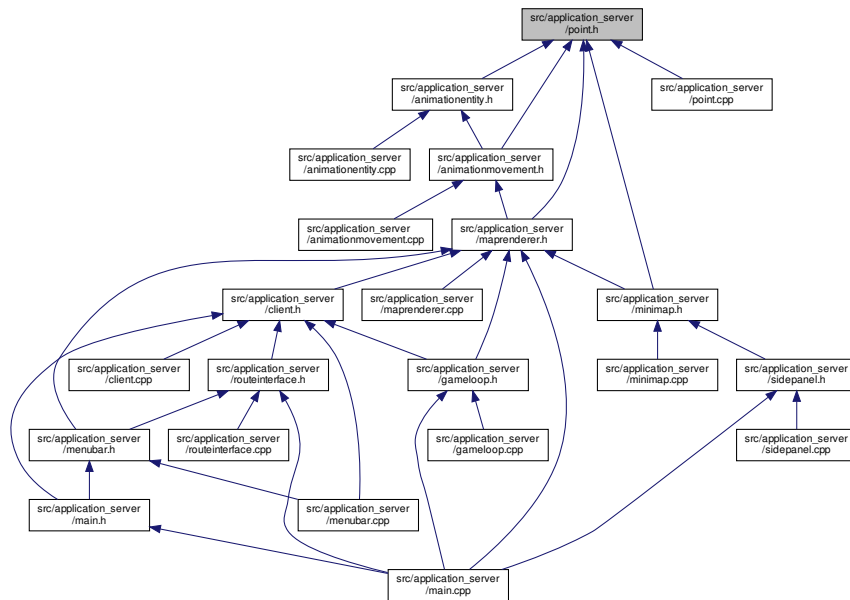 src/application_server
/point.h
src/application_server
/animationentity.h
src/application_server
/point.cpp
src/application_server
/animationentity.cpp
src/application_server
/animationmovement.h
src/application_server
/animationmovement.cpp
src/application_server
/maprenderer.h
src/application_server
/client.h
src/application_server
/maprenderer.cpp
src/application_server
/minimap.h
src/application_server
/client.cpp
src/application_server
/routeinterface.h
src/application_server
/gameloop.h
src/application_server
/minimap.cpp
src/application_server
/sidepanel.h
src/application_server
/menubar.h
src/application_server
/routeinterface.cpp
src/application_server
/gameloop.cpp
src/application_server
/sidepanel.cpp
src/application_server
/main.h
src/application_server
/menubar.cpp
src/application_server
/main.cpp